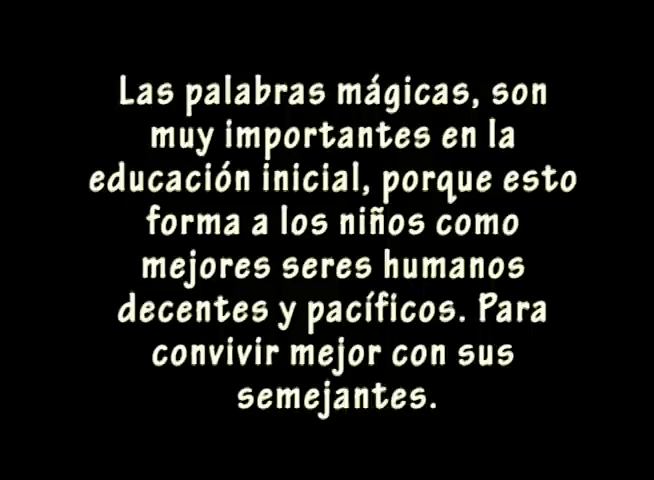 Las palabras mágicas, son
muy importantes en la
educación inicial, porque esto
forma a los niños como
mejores seres humanos
decentes y pacíficos. Para
convivir mejor con sus
semejantes.